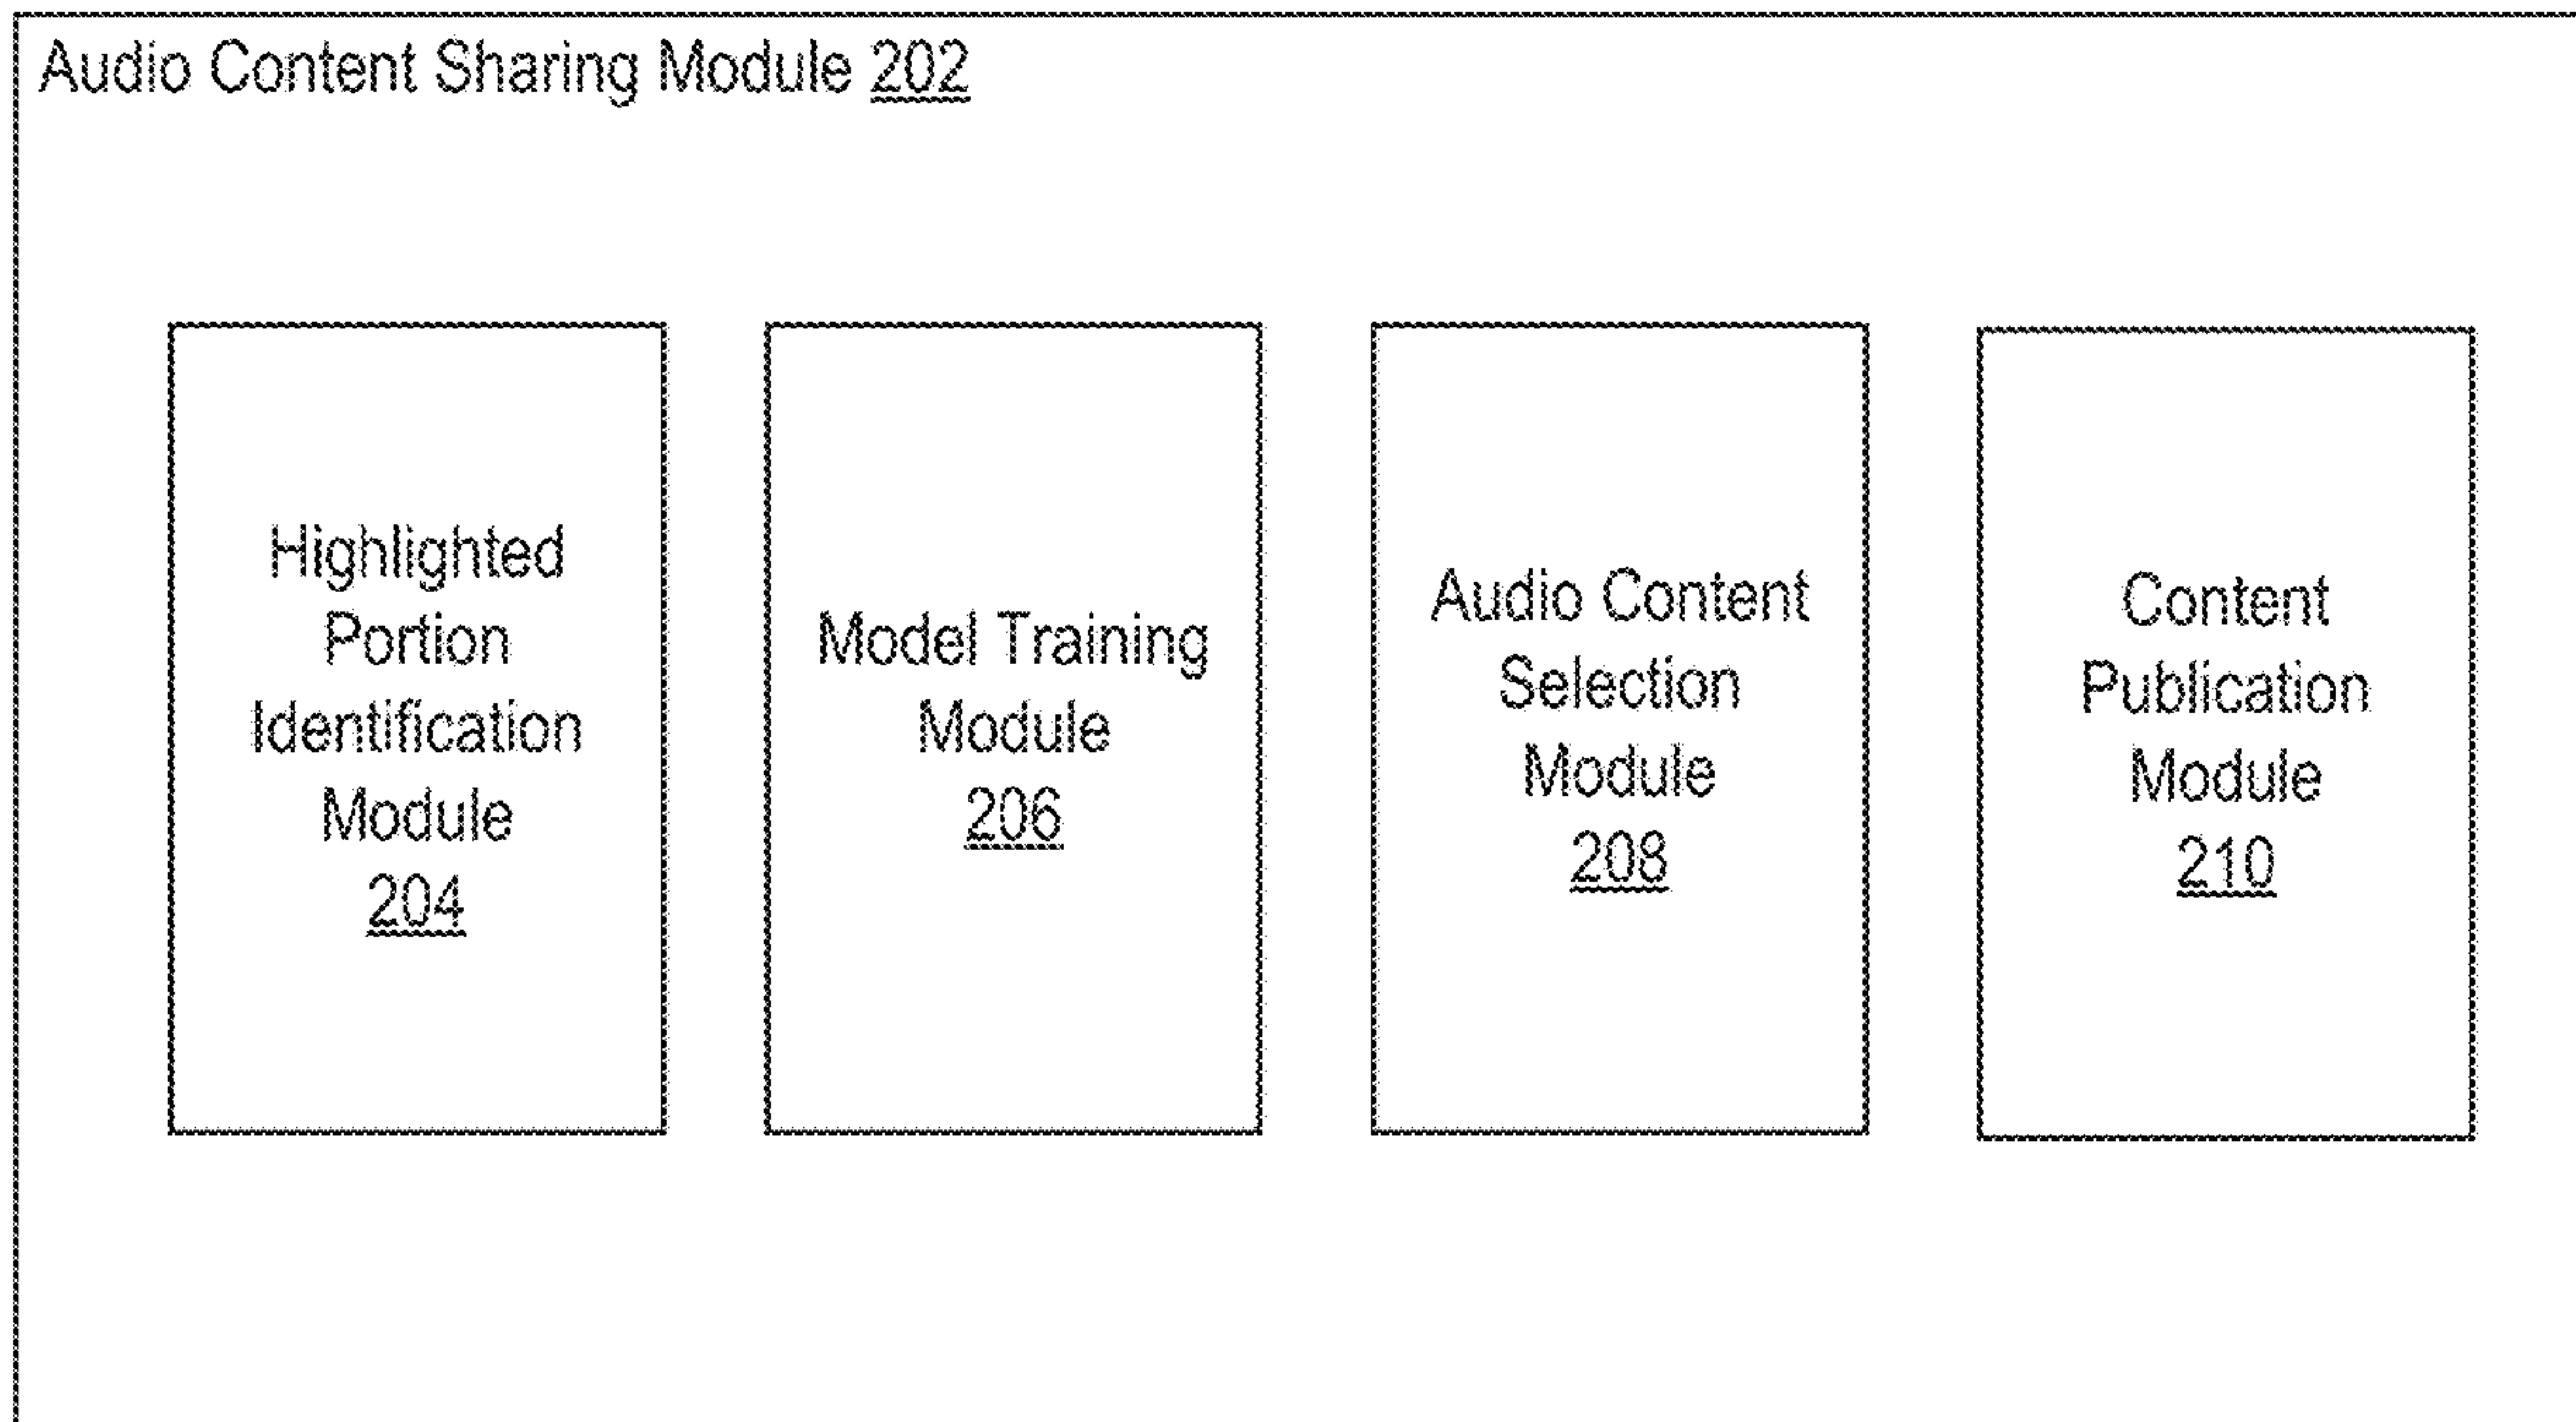 Audio Content Sharing Module 202
Highlighted
Portion
Identification
Module
204
Model Training
Module
206
Audio Content
Selection
Module
208
Content
Publication
Module
210